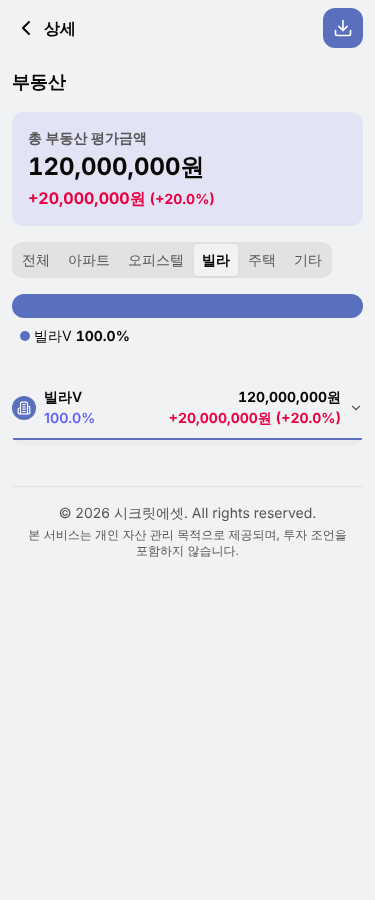 상세
부동산
총 부동산 평가금액
120,000,000원
+20,000,000원 (+20.0%)
전체 아파트 오피스텔 빌라 주택 기타
빌라V 100.0%
빌라V 120,000,000원
100.0% +20,000,000원 (+20.0%)
© 2026 시크릿에셋. All rights reserved.
본 서비스는 개인 자산 관리 목적으로 제공되며, 투자 조언을
포함하지 않습니다.